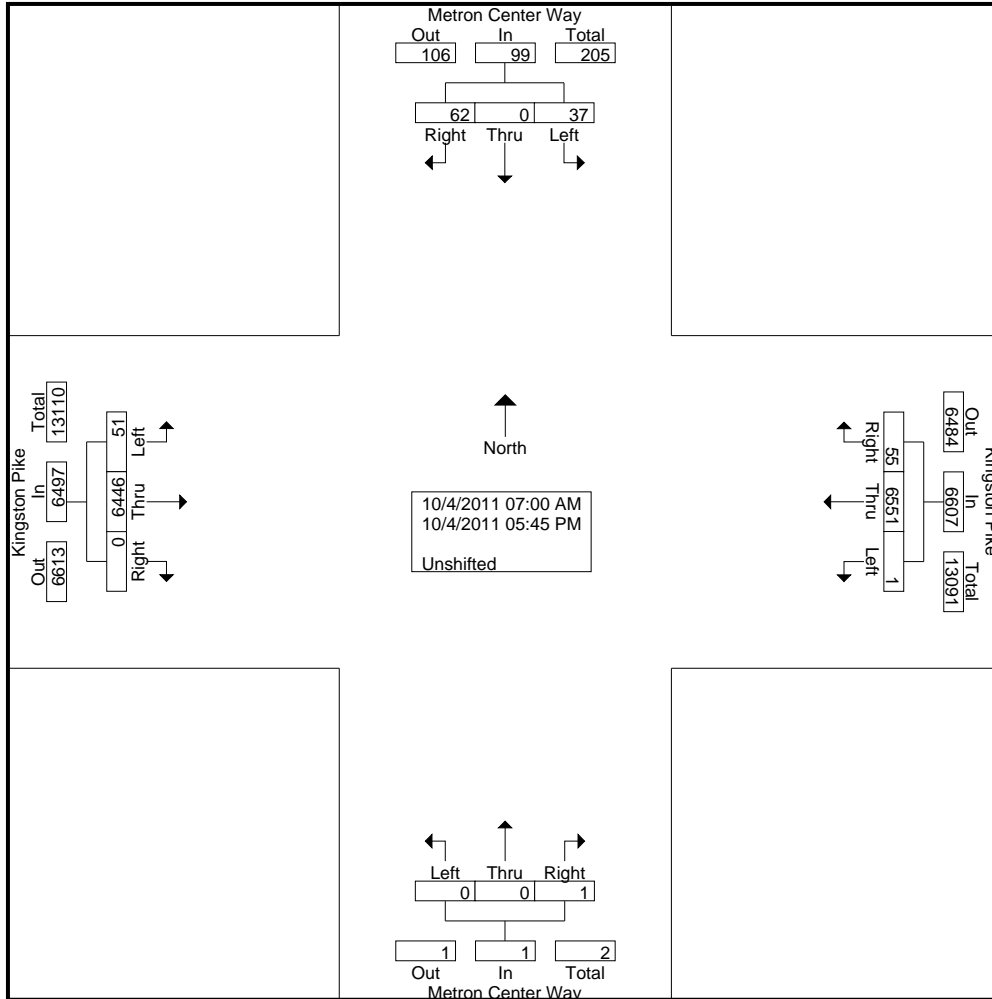 Metron Center Way
Out In Total
106 99 205
62 0 37
Right Thru Left
Kingston Pike
Total In Out
13110 6497 6613
51 6446 0
Left Thru Right
North
10/4/2011 07:00 AM
10/4/2011 05:45 PM
Unshifted
Right Thru Left
55 6551 1
Out In Total
6484 6607 13091
Kingston Pike
Left Thru Right
0 0 1
1 1 2
Out In Total
Metron Center Way